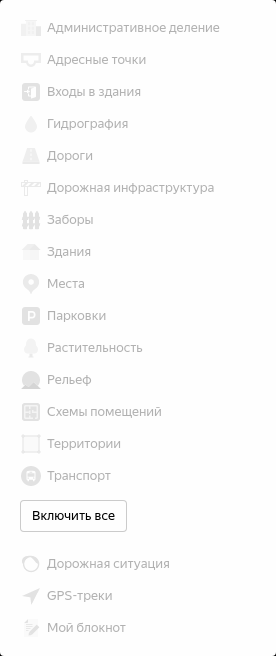 Административное деление
Адресные точки
Входы в здания
Гидрография
Дороги
Дорожная инфраструктура
Заборы
Здания
Места
Парковки
Растительность
Рельеф
Схемы помещений
Территории
Транспорт
Включить все
Дорожная ситуация
GPS-треки
Мой блокнот